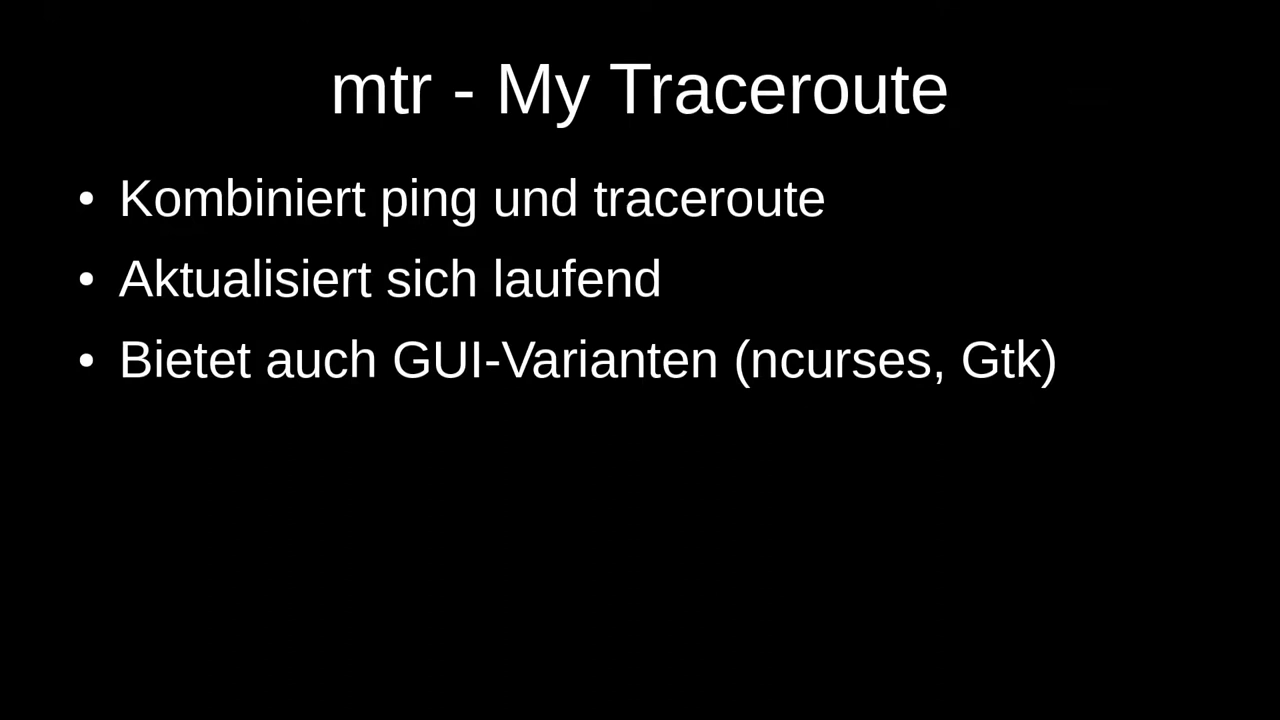 mtr - My Traceroute
• Kombiniert ping und traceroute
• Aktualisiert sich laufend
• Bietet auch GUI-Varianten (ncurses, Gtk)